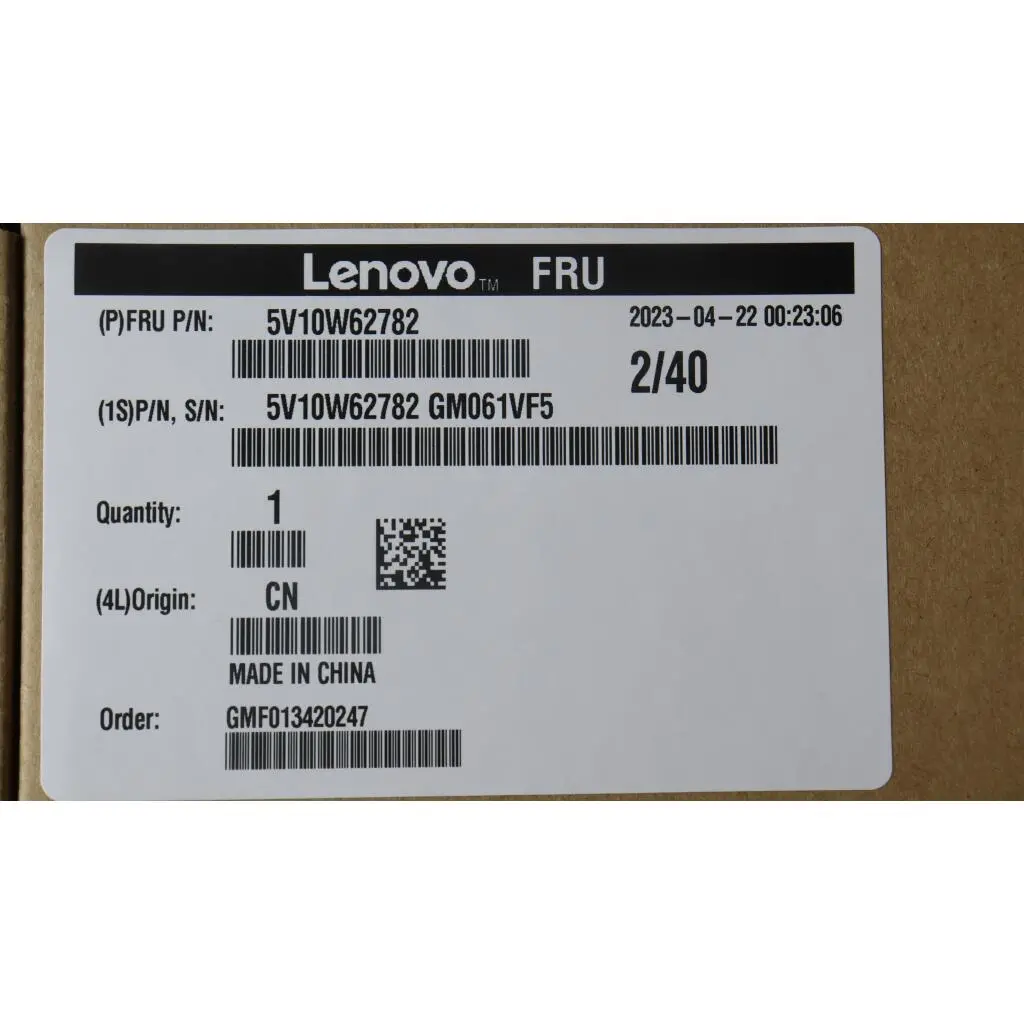 Lenovo™ FRU
(P)FRU P/N: 5V10W62782 2023-04-22 00:23:06
2/40
(1S)P/N, S/N: 5V10W62782 GM061VF5
Quantity: 1
(4L)Origin: CN
MADE IN CHINA
Order: GMF013420247